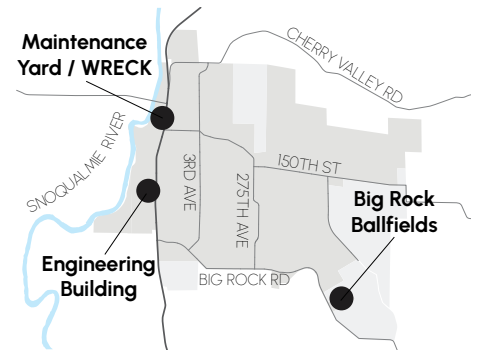 Maintenance
Yard / WRECK
CHERRY VALLEY RD
SNOQUALMIE RIVER
3RD AVE
275TH AVE
150TH ST
Big Rock
Ballfields
Engineering
Building
BIG ROCK RD